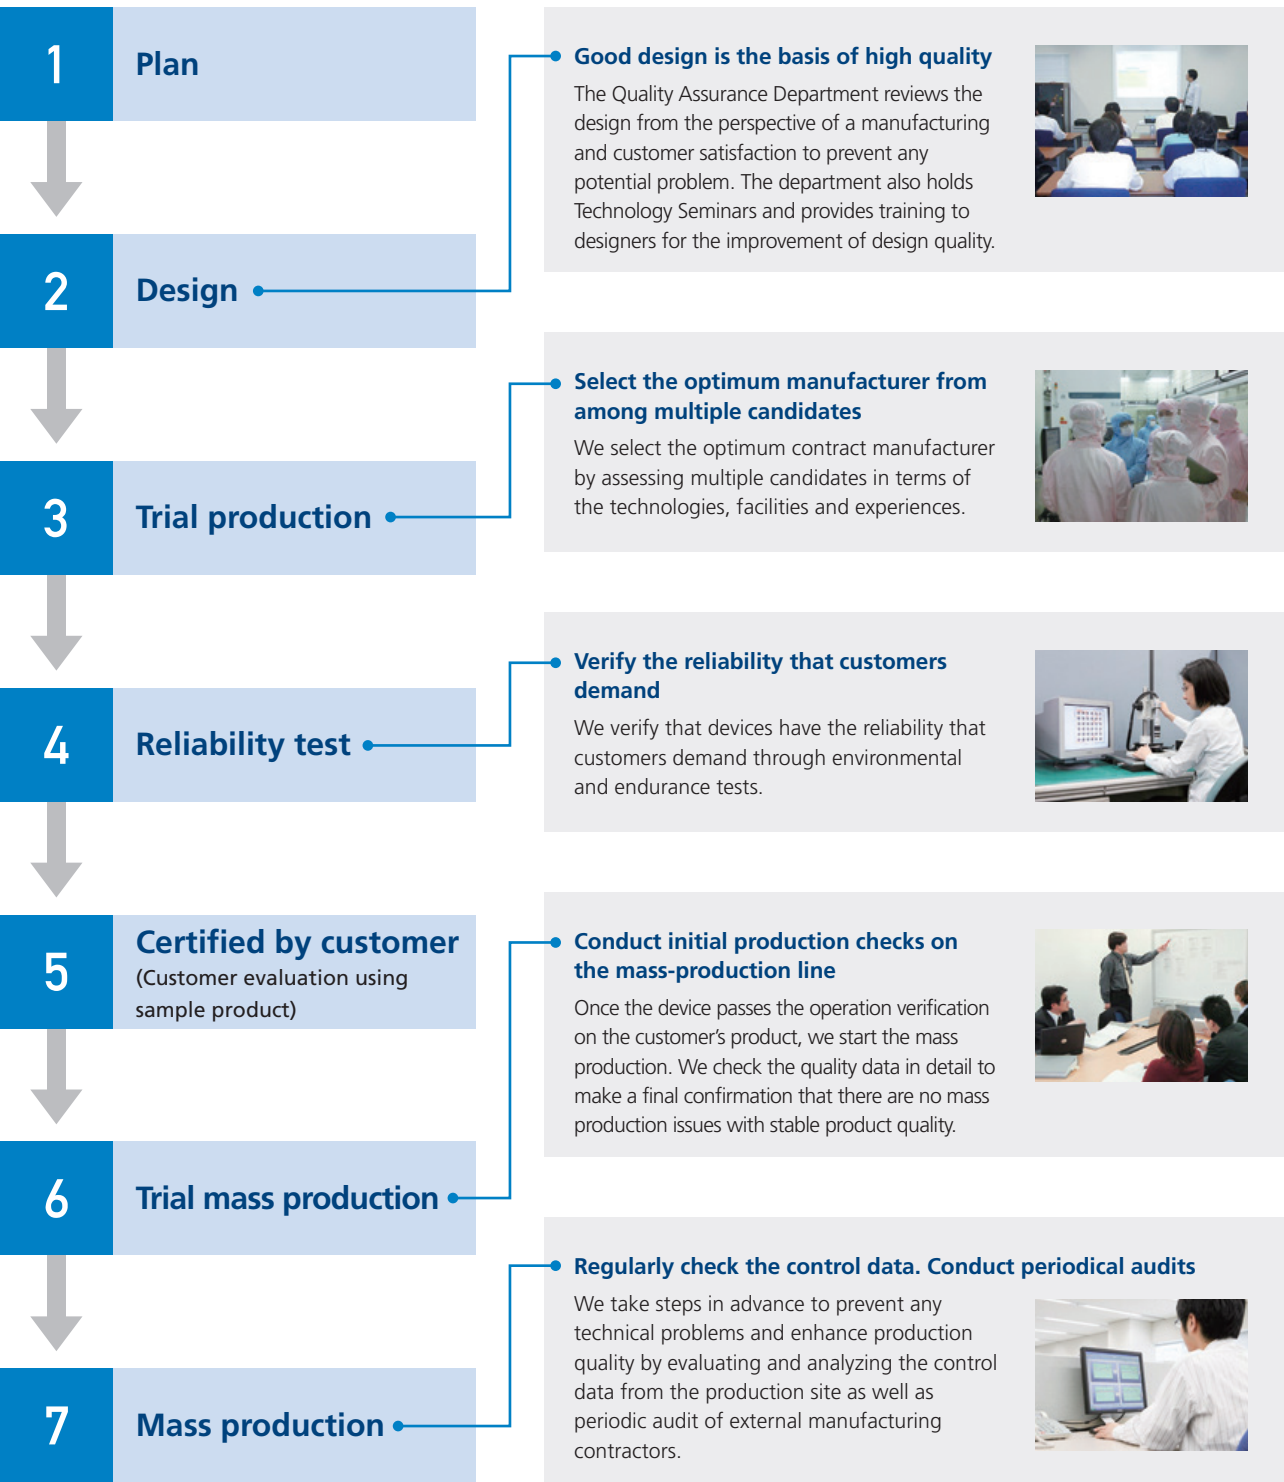 1
Plan
Good design is the basis of high quality
The Quality Assurance Department reviews the
design from the perspective of a manufacturing
and customer satisfaction to prevent any
potential problem. The department also holds
Technology Seminars and provides training to
designers for the improvement of design quality.
2
Design
Select the optimum manufacturer from
among multiple candidates
We select the optimum contract manufacturer
by assessing multiple candidates in terms of
the technologies, facilities and experiences.
3
Trial production
Verify the reliability that customers
demand
We verify that devices have the reliability that
customers demand through environmental
and endurance tests.
4
Reliability test
5
Certified by customer
(Customer evaluation using
sample product)
Conduct initial production checks on
the mass-production line
Once the device passes the operation verification
on the customer’s product, we start the mass
production. We check the quality data in detail to
make a final confirmation that there are no mass
production issues with stable product quality.
6
Trial mass production
Regularly check the control data. Conduct periodical audits
We take steps in advance to prevent any
technical problems and enhance production
quality by evaluating and analyzing the control
data from the production site as well as
periodic audit of external manufacturing
contractors.
7
Mass production